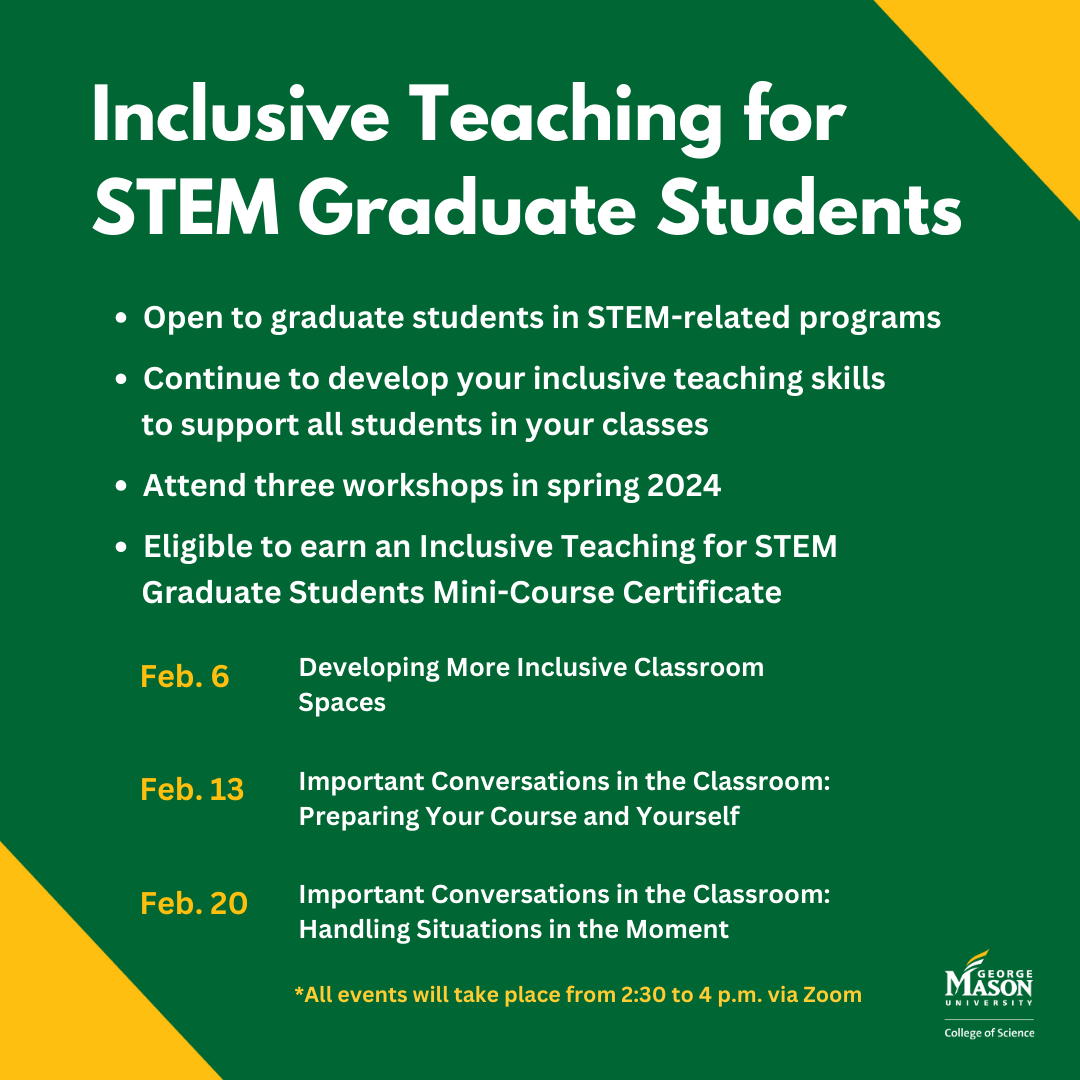 Inclusive Teaching for
STEM Graduate Students
• Open to graduate students in STEM-related programs
• Continue to develop your inclusive teaching skills
to support all students in your classes
• Attend three workshops in spring 2024
• Eligible to earn an Inclusive Teaching for STEM
Graduate Students Mini-Course Certificate
Feb. 6
Developing More Inclusive Classroom
Spaces
Feb. 13
Important Conversations in the Classroom:
Preparing Your Course and Yourself
Feb. 20
Important Conversations in the Classroom:
Handling Situations in the Moment
*All events will take place from 2:30 to 4 p.m. via Zoom
GEORGE
MASON
UNIVERSITY
College of Science